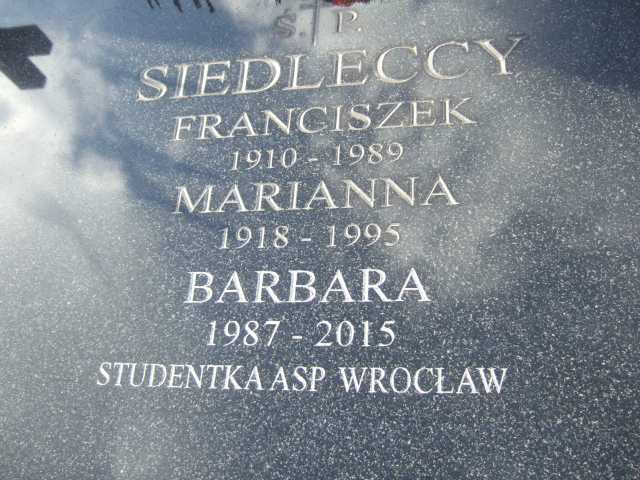 Ś. P.
SIEDLECCY
FRANCISZEK
1910 - 1989
MARIANNA
1918 - 1995
BARBARA
1987 - 2015
STUDENTKA ASP WROCŁAW